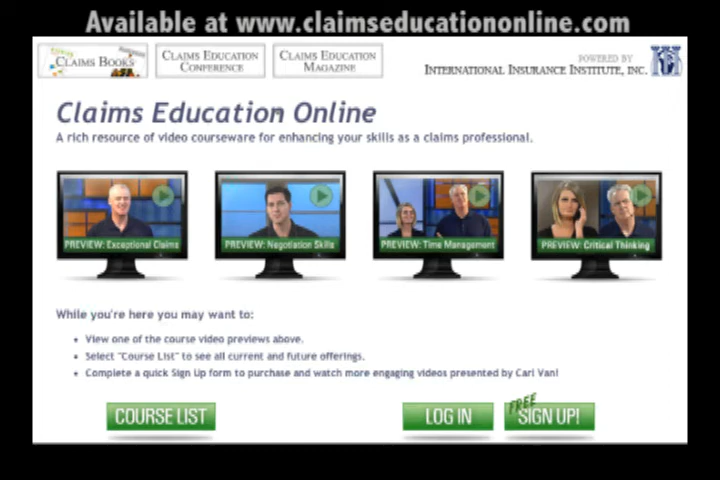 Available at www.claimseducationonline.com
CLAIMS BOOKS
CLAIMS EDUCATION
CONFERENCE
CLAIMS EDUCATION
MAGAZINE
POWERED BY
INTERNATIONAL INSURANCE INSTITUTE, INC.
Claims Education Online
A rich resource of video courseware for enhancing your skills as a claims professional.
PREVIEW: Exceptional Claims
PREVIEW: Negotiation Skills
PREVIEW: Time Management
PREVIEW: Critical Thinking
While you're here you may want to:
• View one of the course video previews above.
• Select "Course List" to see all current and future offerings.
• Complete a quick Sign Up form to purchase and watch more engaging videos presented by Carl Van!
COURSE LIST
LOG IN
FREE
SIGN UP!